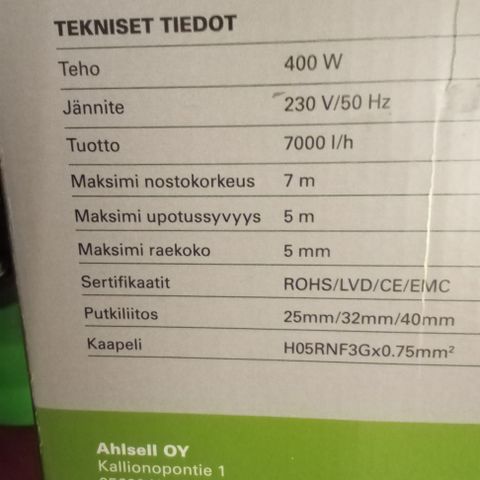 TEKNISET TIEDOT
Teho 400 W
Jännite 230 V/50 Hz
Tuotto 7000 l/h
Maksimi nostokorkeus 7 m
Maksimi upotussyvyys 5 m
Maksimi raekoko 5 mm
Sertifikaatit ROHS/LVD/CE/EMC
Putkiliitos 25mm/32mm/40mm
Kaapeli H05RNF3Gx0.75mm²
Ahlsell OY
Kallionopontie 1